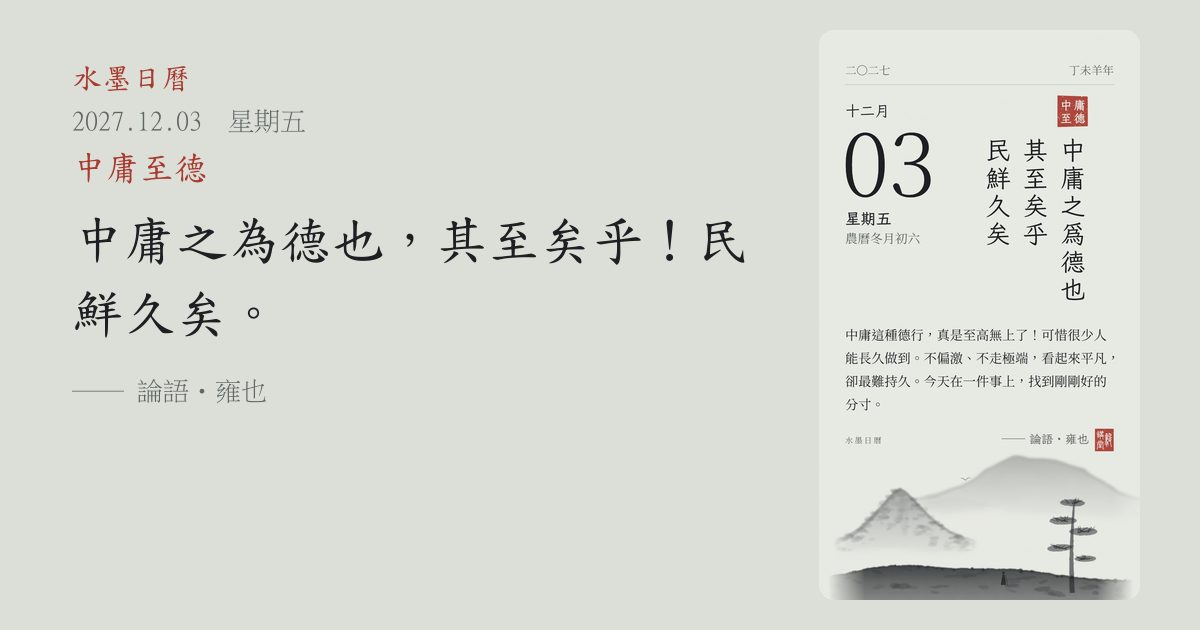 水墨日曆
2027.12.03 星期五
中庸至德
中庸之為德也，其至矣乎！民
鮮久矣。
—— 論語・雍也
二〇二七
丁未羊年
十二月
03
星期五
農曆冬月初六
中庸
至德
中庸之爲德也
其至矣乎
民鮮久矣
中庸這種德行，真是至高無上了！可惜很少人
能長久做到。不偏激、不走極端，看起來平凡，
卻最難持久。今天在一件事上，找到剛剛好的
分寸。
水墨日曆
—— 論語・雍也